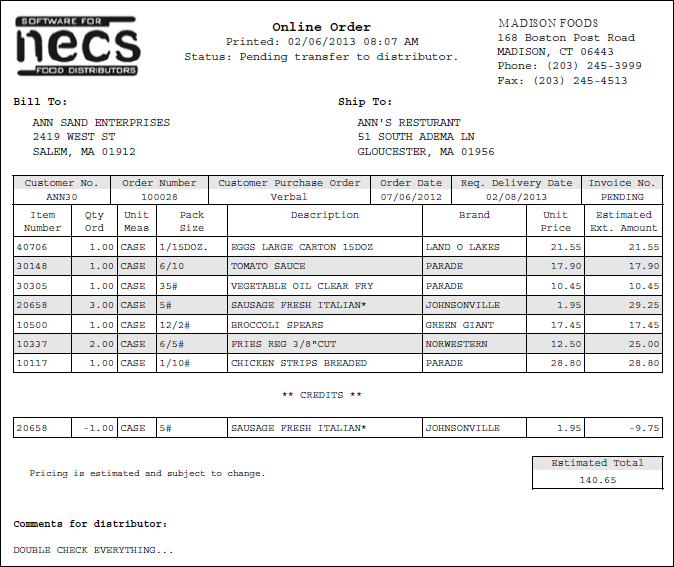 SOFTWARE FOR
necs
FOOD DISTRIBUTORS
Online Order
Printed: 02/06/2013 08:07 AM
Status: Pending transfer to distributor.
MADISON FOODS
168 Boston Post Road
MADISON, CT 06443
Phone: (203) 245-3999
Fax: (203) 245-4513
Bill To:
ANN SAND ENTERPRISES
2419 WEST ST
SALEM, MA 01912
Ship To:
ANN'S RESTURANT
51 SOUTH ADEMA LN
GLOUCESTER, MA 01956
Customer No. Order Number Customer Purchase Order Order Date Req. Delivery Date Invoice No.
ANN30 100028 Verbal 07/06/2012 02/08/2013 PENDING
Item Qty Unit Pack Description Brand Unit Estimated
Number Ord Meas Size Price Ext. Amount
40706 1.00 CASE 1/15DOZ. EGGS LARGE CARTON 15DOZ LAND O LAKES 21.55 21.55
30148 1.00 CASE 6/10 TOMATO SAUCE PARADE 17.90 17.90
30305 1.00 CASE 35# VEGETABLE OIL CLEAR FRY PARADE 10.45 10.45
20658 3.00 CASE 5# SAUSAGE FRESH ITALIAN* JOHNSONVILLE 1.95 29.25
10500 1.00 CASE 12/2# BROCCOLI SPEARS GREEN GIANT 17.45 17.45
10337 2.00 CASE 6/5# FRIES REG 3/8"CUT NORWESTERN 12.50 25.00
10117 1.00 CASE 1/10# CHICKEN STRIPS BREADED PARADE 28.80 28.80
** CREDITS **
20658 -1.00 CASE 5# SAUSAGE FRESH ITALIAN* JOHNSONVILLE 1.95 -9.75
Pricing is estimated and subject to change.
Estimated Total
140.65
Comments for distributor:
DOUBLE CHECK EVERYTHING...